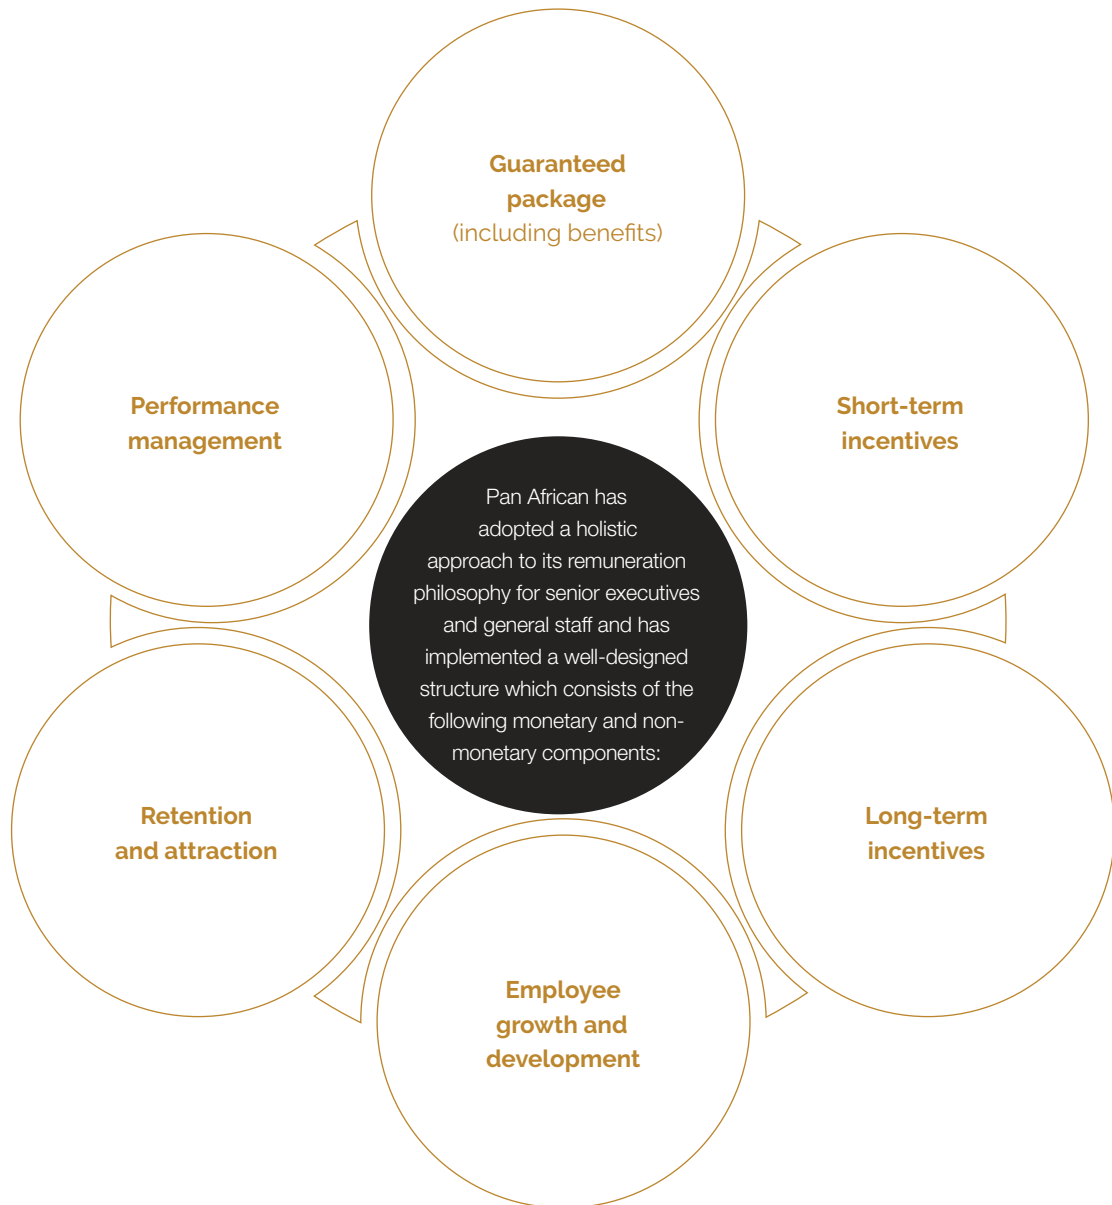 Guaranteed
package
(including benefits)
Short-term
incentives
Long-term
incentives
Employee
growth and
development
Retention
and attraction
Performance
management
Pan African has
adopted a holistic
approach to its remuneration
philosophy for senior executives
and general staff and has
implemented a well-designed
structure which consists of the
following monetary and non-
monetary components: